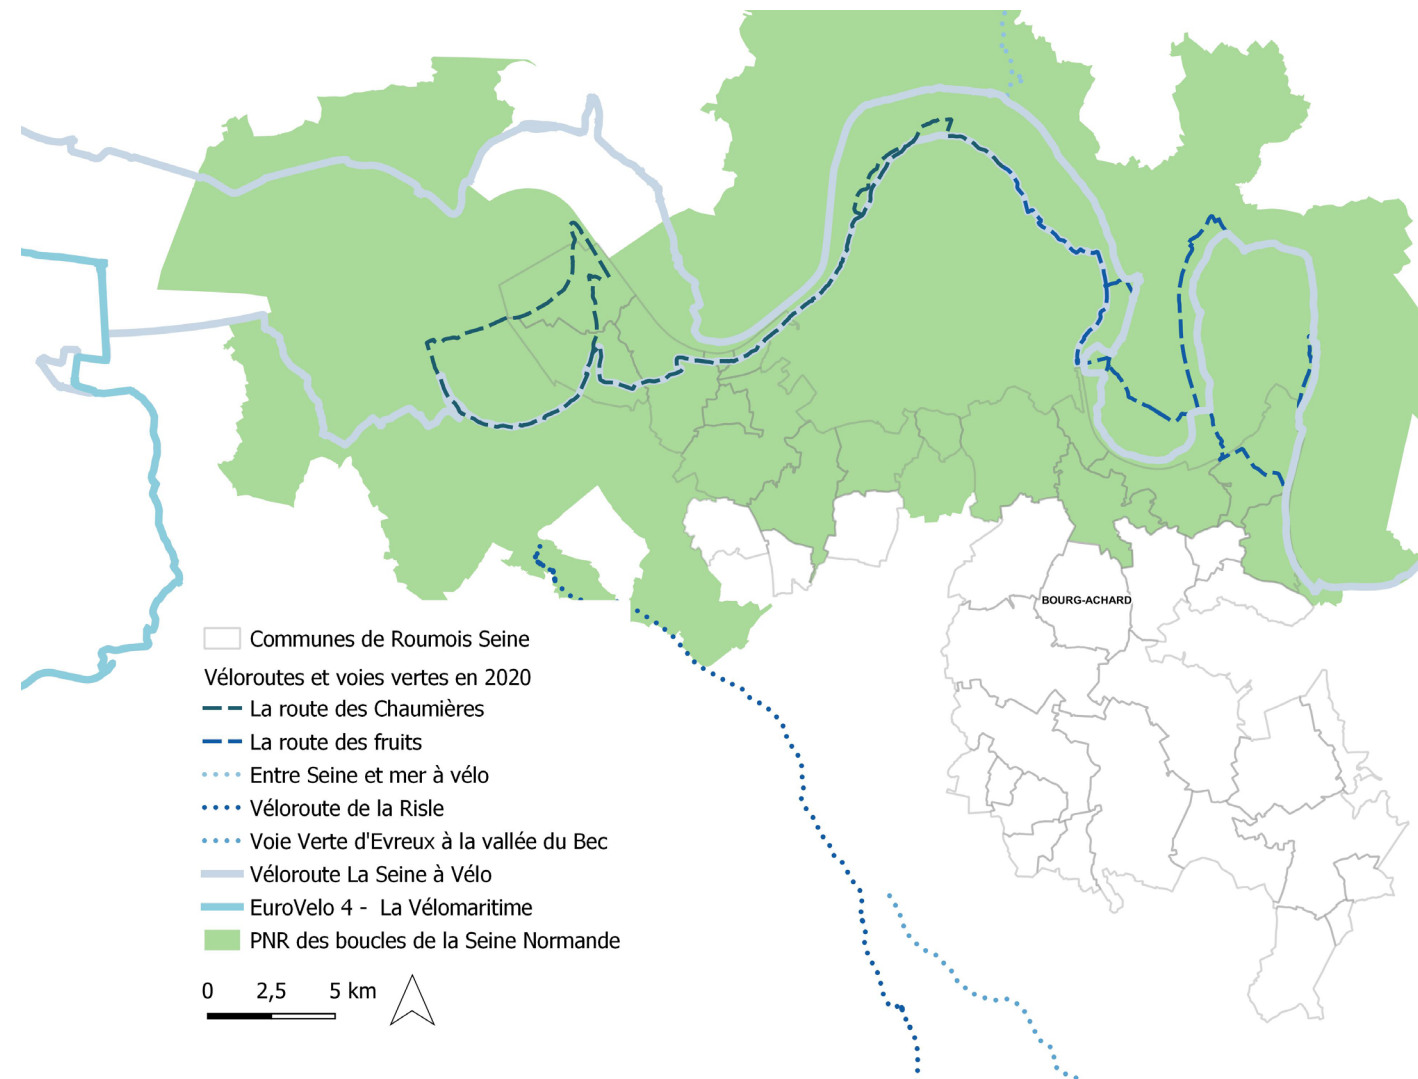 BOURG-ACHARD
Communes de Roumois Seine
Véloroutes et voies vertes en 2020
La route des Chaumières
La route des fruits
Entre Seine et mer à vélo
Véloroute de la Risle
Voie Verte d'Evreux à la vallée du Bec
Véloroute La Seine à Vélo
EuroVelo 4 - La Vélomaritime
PNR des boucles de la Seine Normande
0 2,5 5 km